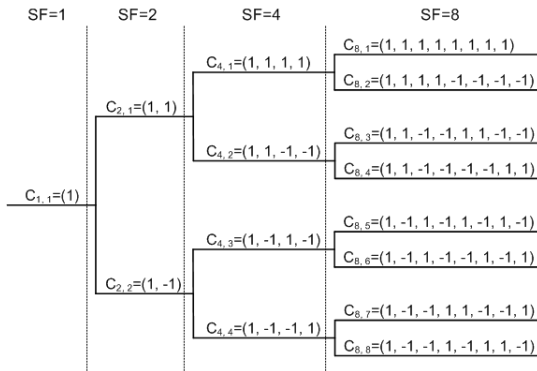 SF=1 SF=2 SF=4 SF=8
C8, 1=(1, 1, 1, 1, 1, 1, 1, 1)
C4, 1=(1, 1, 1, 1)
C8, 2=(1, 1, 1, 1, -1, -1, -1, -1)
C2, 1=(1, 1)
C8, 3=(1, 1, -1, -1, 1, 1, -1, -1)
C4, 2=(1, 1, -1, -1)
C8, 4=(1, 1, -1, -1, -1, -1, 1, 1)
C1, 1=(1)
C8, 5=(1, -1, 1, -1, 1, -1, 1, -1)
C4, 3=(1, -1, 1, -1)
C8, 6=(1, -1, 1, -1, -1, 1, -1, 1)
C2, 2=(1, -1)
C8, 7=(1, -1, -1, 1, 1, -1, -1, 1)
C4, 4=(1, -1, -1, 1)
C8, 8=(1, -1, -1, 1, -1, 1, 1, -1)